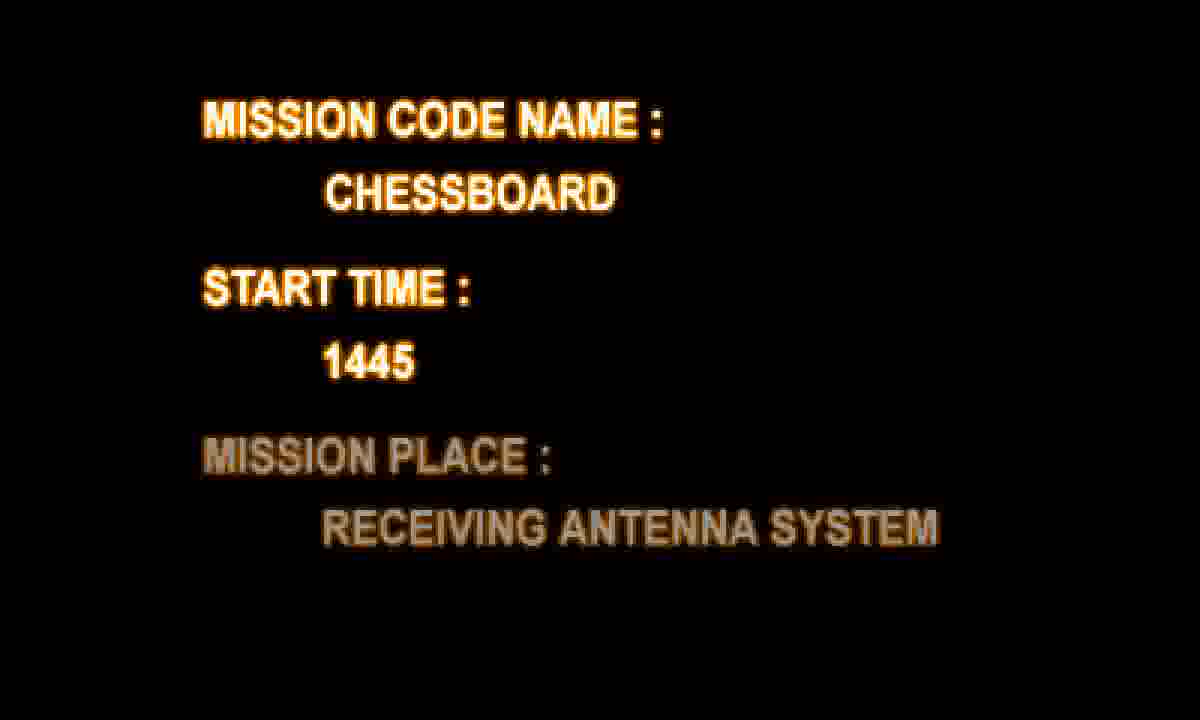 MISSION CODE NAME :
CHESSBOARD
START TIME :
1445
MISSION PLACE :
RECEIVING ANTENNA SYSTEM